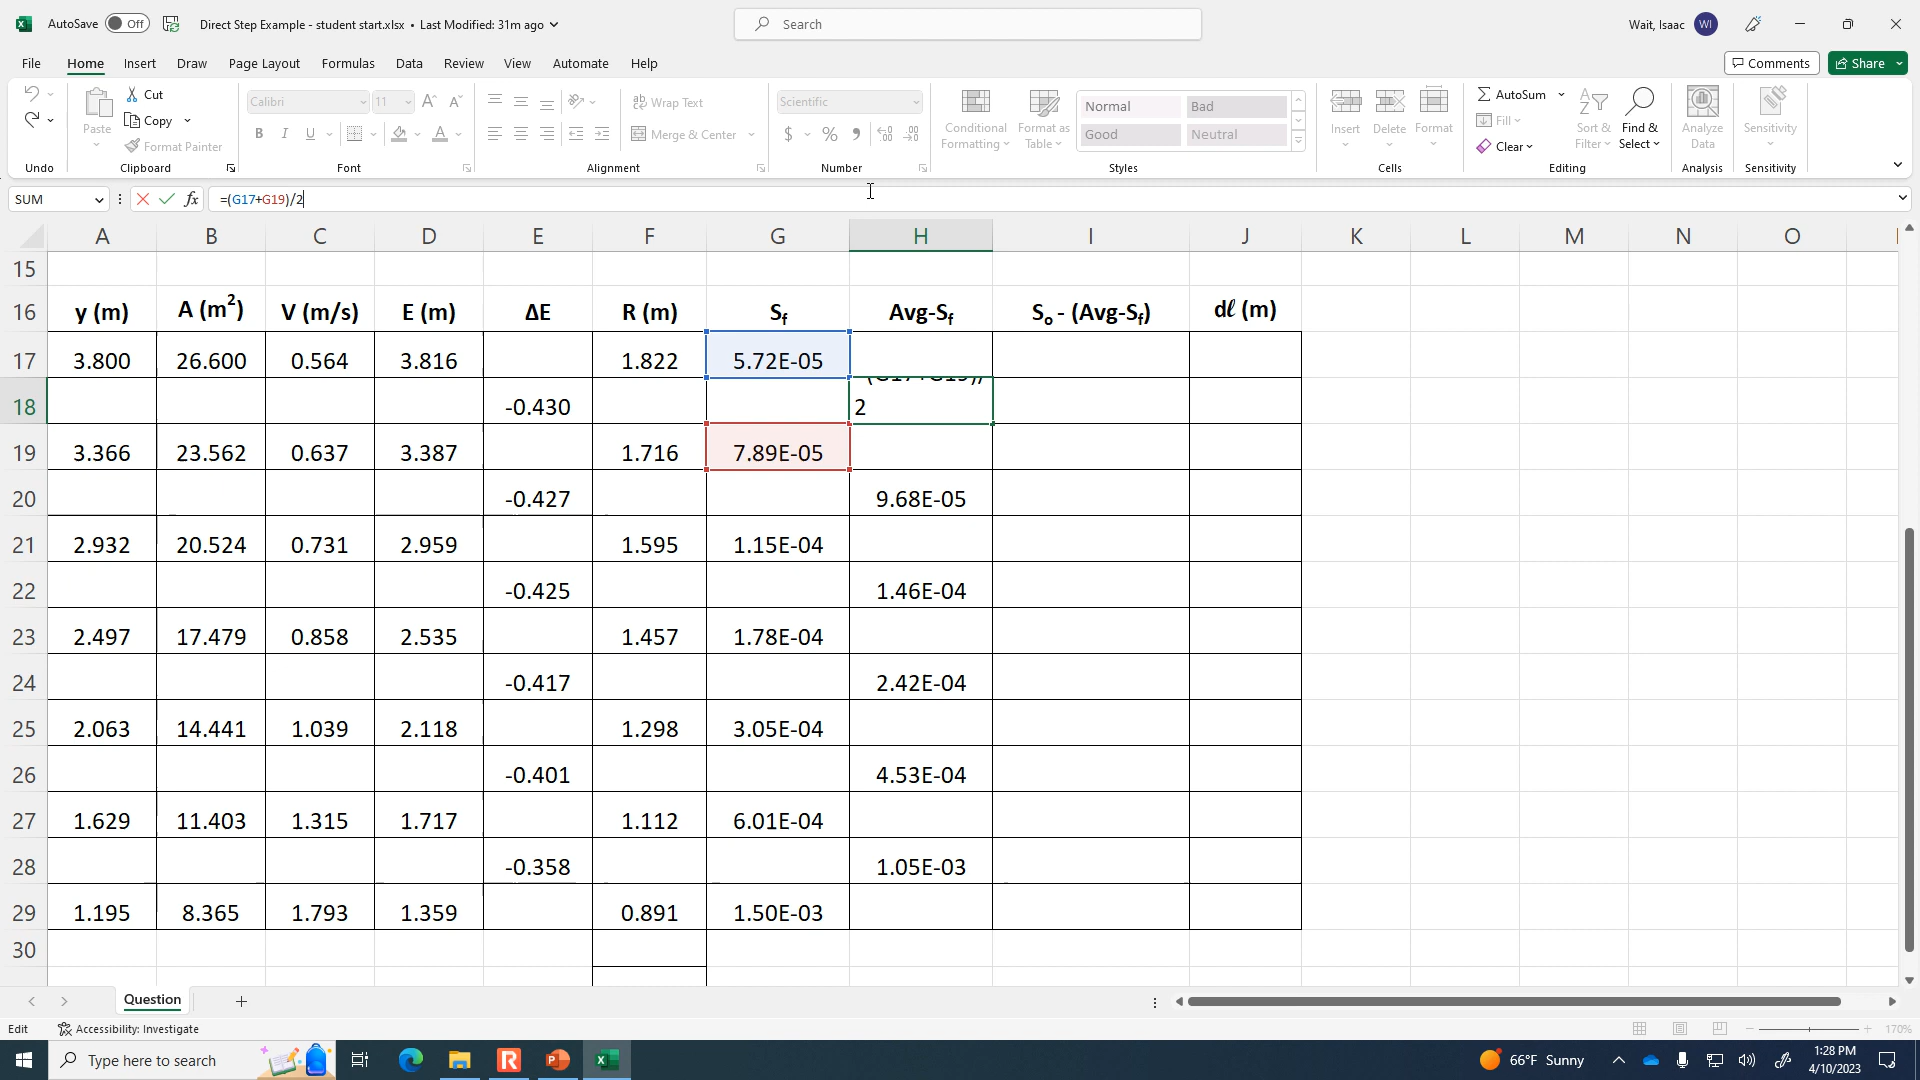 AutoSave Off Direct Step Example - student start.xlsx • Last Modified: 31m ago Search Wait, Isaac WI
File Home Insert Draw Page Layout Formulas Data Review View Automate Help Comments Share
Paste Cut Copy Format Painter
Calibri 11
B I U A
Wrap Text
Merge & Center
Scientific
$ % 9
Conditional Formatting
Format as Table
Normal Bad
Good Neutral
Insert Delete Format
AutoSum
Fill
Clear
Sort & Filter
Find & Select
Analyze Data
Sensitivity
Undo Clipboard Font Alignment Number Styles Cells Editing Analysis Sensitivity
SUM fx =(G17+G19)/2
A B C D E F G H I J K L M N O
15
16 y (m) A (m²) V (m/s) E (m) ΔE R (m) Sf Avg-Sf So - (Avg-Sf) dℓ (m)
17 3.800 26.600 0.564 3.816 1.822 5.72E-05
18 -0.430 2
19 3.366 23.562 0.637 3.387 1.716 7.89E-05
20 -0.427 9.68E-05
21 2.932 20.524 0.731 2.959 1.595 1.15E-04
22 -0.425 1.46E-04
23 2.497 17.479 0.858 2.535 1.457 1.78E-04
24 -0.417 2.42E-04
25 2.063 14.441 1.039 2.118 1.298 3.05E-04
26 -0.401 4.53E-04
27 1.629 11.403 1.315 1.717 1.112 6.01E-04
28 -0.358 1.05E-03
29 1.195 8.365 1.793 1.359 0.891 1.50E-03
30
Question
Edit Accessibility: Investigate 170%
Type here to search 66°F Sunny 1:28 PM
4/10/2023